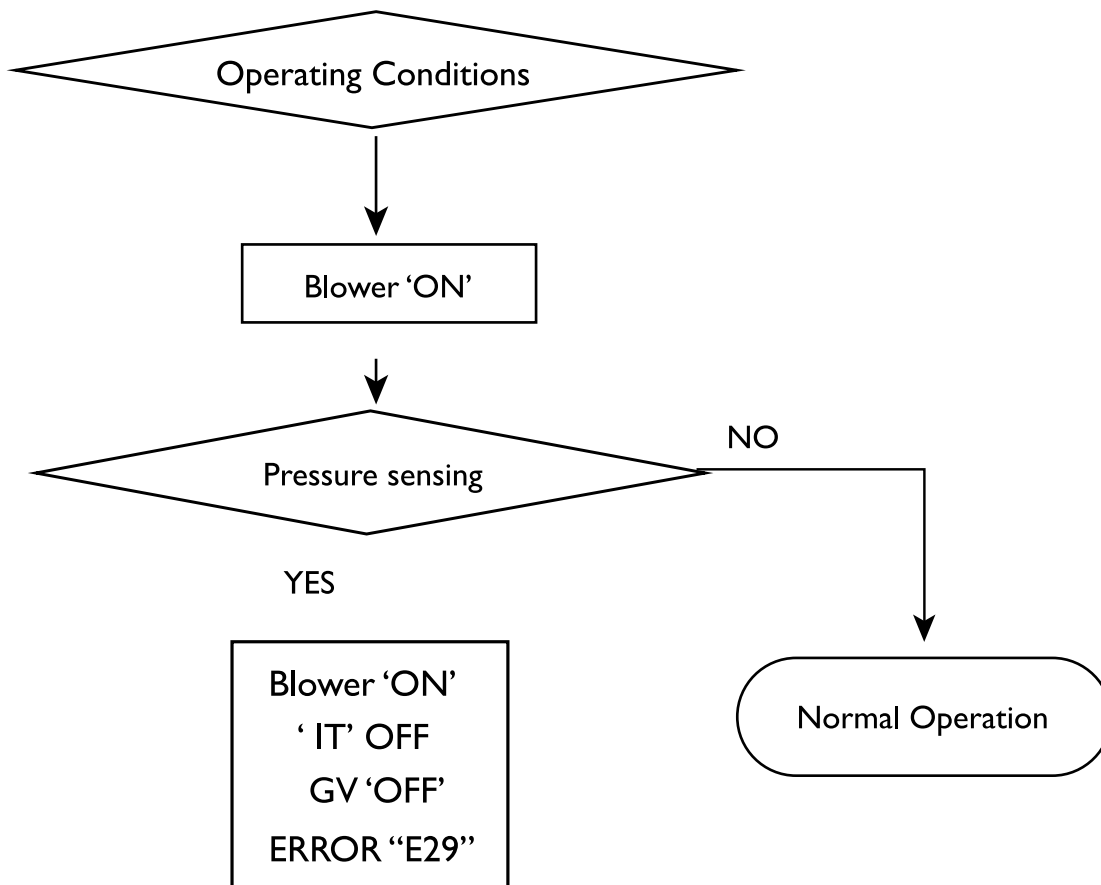 Operating Conditions
Blower ‘ON’
Pressure sensing
NO
YES
Blower ‘ON’
‘ IT’ OFF
GV ‘OFF’
ERROR “E29”
Normal Operation